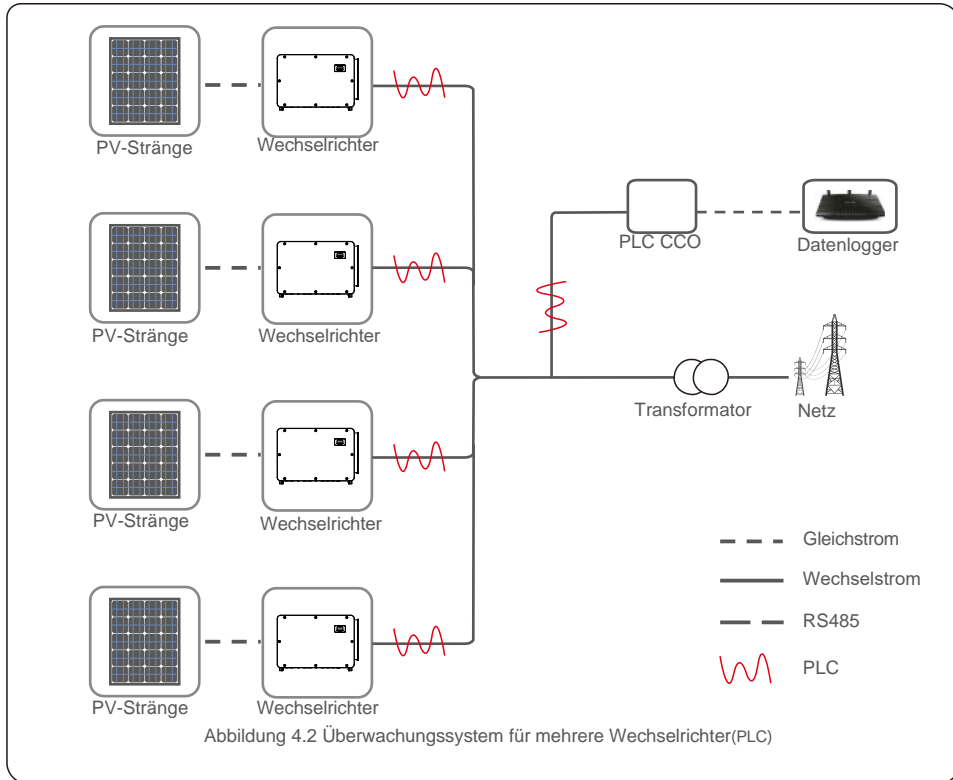 PV-Stränge
Wechselrichter
PLC CCO
Datenlogger
PV-Stränge
Wechselrichter
Transformator
Netz
PV-Stränge
Wechselrichter
Gleichstrom
Wechselstrom
RS485
PLC
PV-Stränge
Wechselrichter
Abbildung 4.2 Überwachungssystem für mehrere Wechselrichter(PLC)